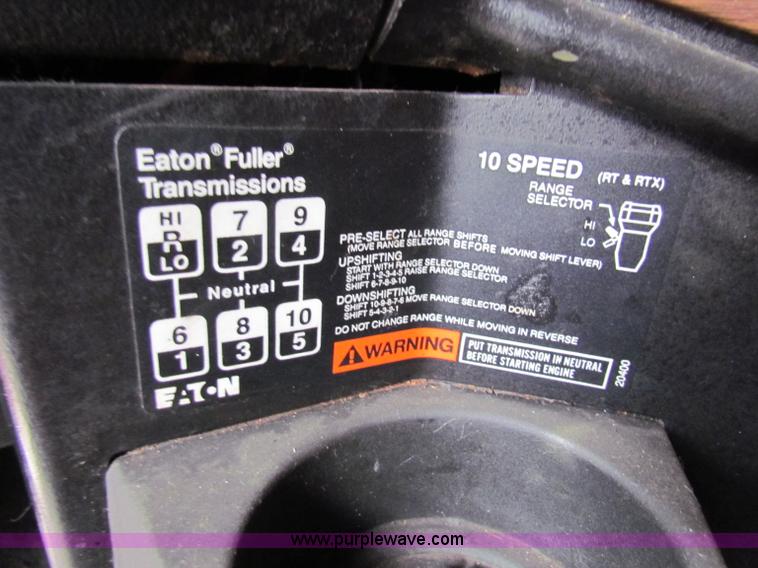 Eaton® Fuller®
Transmissions
10 SPEED (RT & RTX)
RANGE
SELECTOR
HI
LO
HI
R
LO
7
2
9
4
Neutral
6
1
8
3
10
5
EATON
PRE-SELECT ALL RANGE SHIFTS
(MOVE RANGE SELECTOR BEFORE MOVING SHIFT LEVER)
UPSHIFTING
START WITH RANGE SELECTOR DOWN
SHIFT 1-2-3-4-5 RAISE RANGE SELECTOR
SHIFT 6-7-8-9-10
DOWNSHIFTING
SHIFT 10-9-8-7-6 MOVE RANGE SELECTOR DOWN
SHIFT 5-4-3-2-1
DO NOT CHANGE RANGE WHILE MOVING IN REVERSE
WARNING
PUT TRANSMISSION IN NEUTRAL
BEFORE STARTING ENGINE
20400
www.purplewave.com